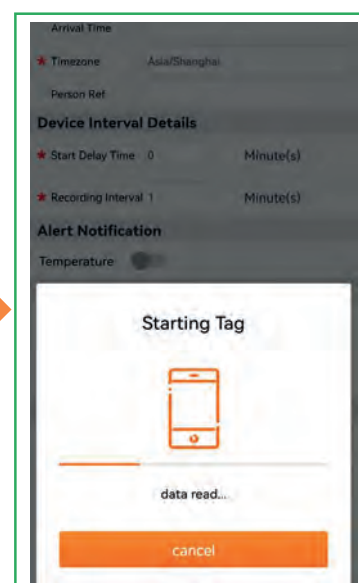 Arrival Time
* Timezone Asia/Shanghai
Person Ref
Device Interval Details
* Start Delay Time 0 Minute(s)
* Recording Interval 1 Minute(s)
Alert Notification
Temperature
Starting Tag
data read...
cancel